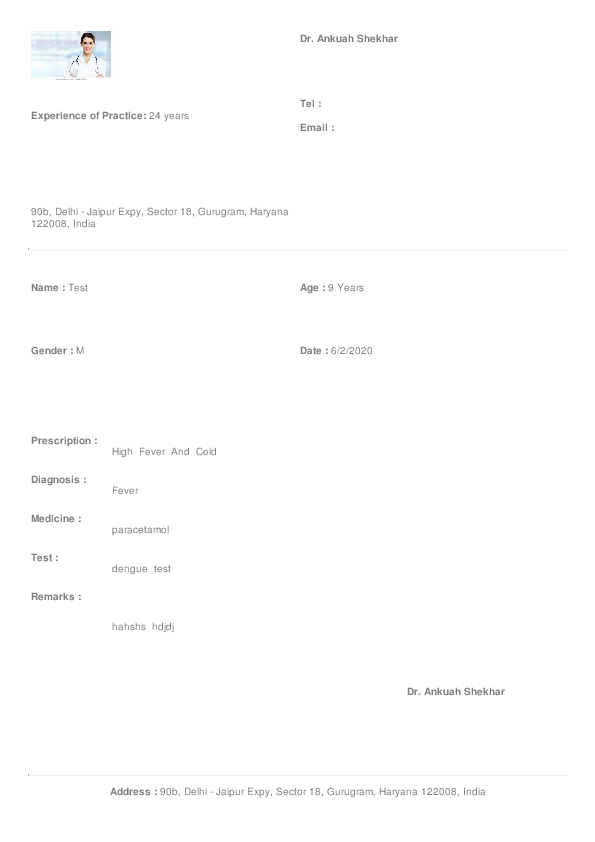 Dr. Ankuah Shekhar
Tel :
Experience of Practice: 24 years
Email :
90b, Delhi - Jaipur Expy, Sector 18, Gurugram, Haryana
122008, India
Name : Test
Age : 9 Years
Gender : M
Date : 6/2/2020
Prescription :
High Fever And Cold
Diagnosis :
Fever
Medicine :
paracetamol
Test :
dengue test
Remarks :
hahshs hdjdj
Dr. Ankuah Shekhar
Address : 90b, Delhi - Jaipur Expy, Sector 18, Gurugram, Haryana 122008, India